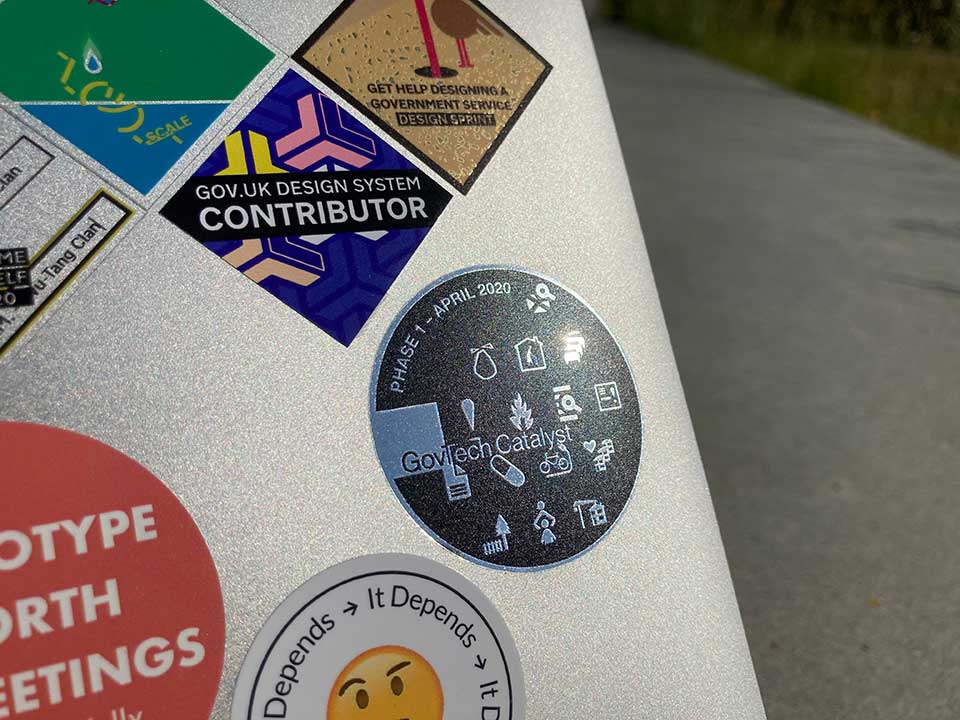 GET HELP DESIGNING A
GOVERNMENT SERVICE
DESIGN SPRINT
SCALE
GOV.UK DESIGN SYSTEM
CONTRIBUTOR
Tang Clan
20
PHASE 1 - APRIL 2020
GovTech Catalyst
OTYPE
ORTH
EETINGS
Depends → It Depends → It D